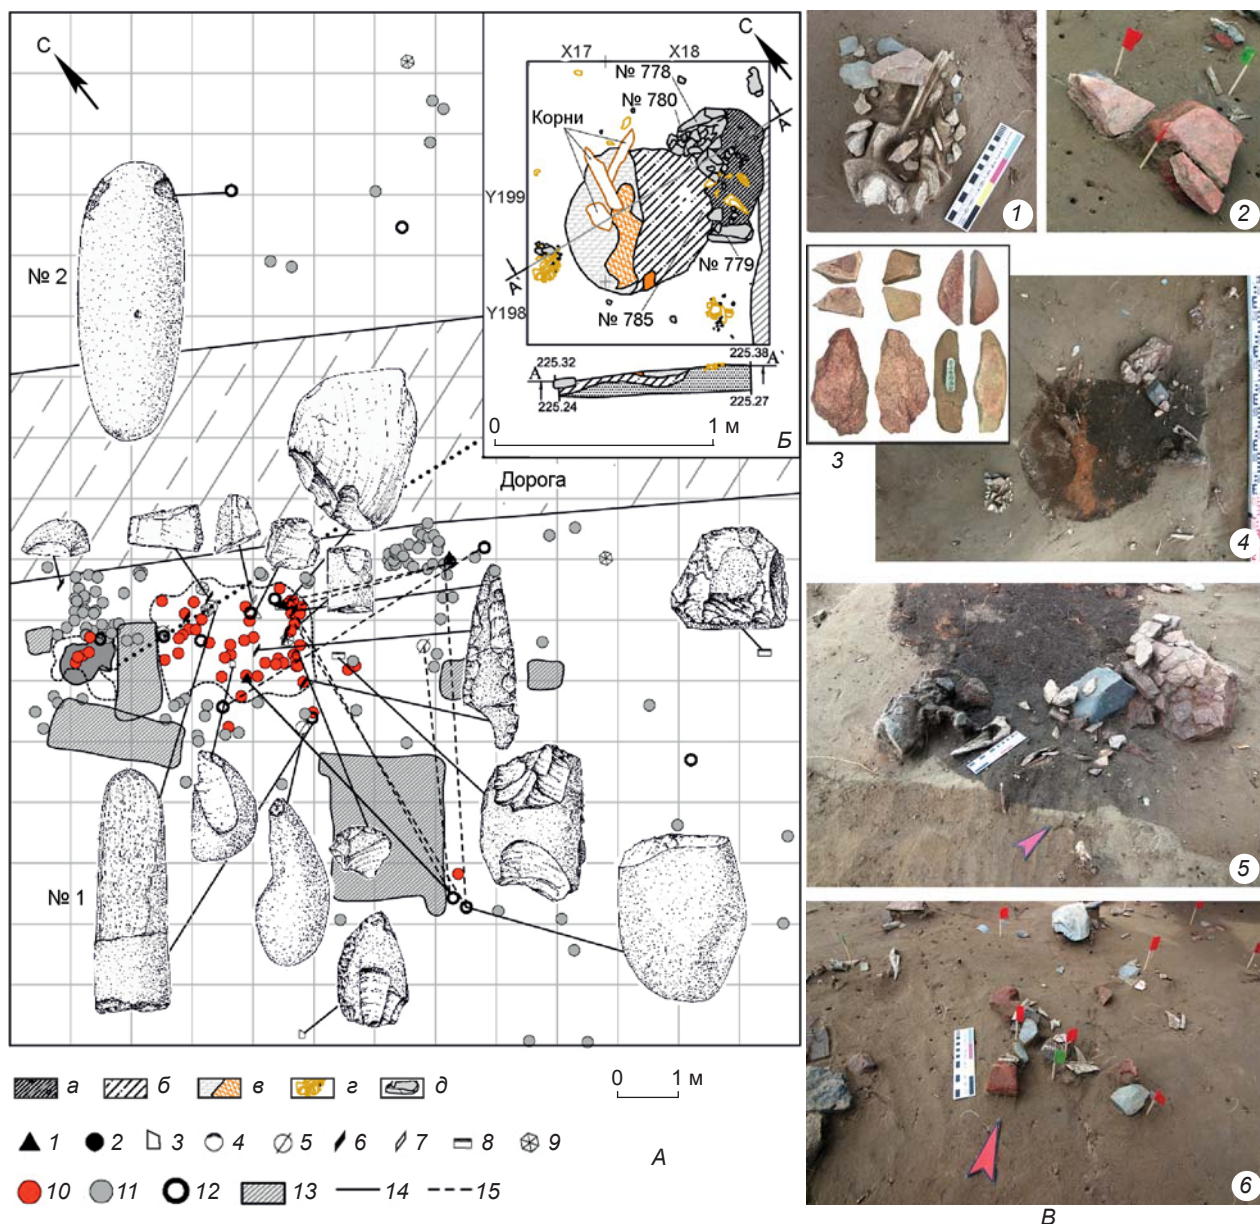 С
С
X17 X18
№ 778
№ 780
Корни
А
А'
Y199
№ 779
А
Y198
№ 785
225.32
225.38
А
А'
225.24
225.27
0 1 м
Б
№ 2
Дорога
№ 1
а б в г д
0 1 м
1 2 3 4 5 6 7 8 9
А
10 11 12 13 14 15
1
2
3
4
5
6
В